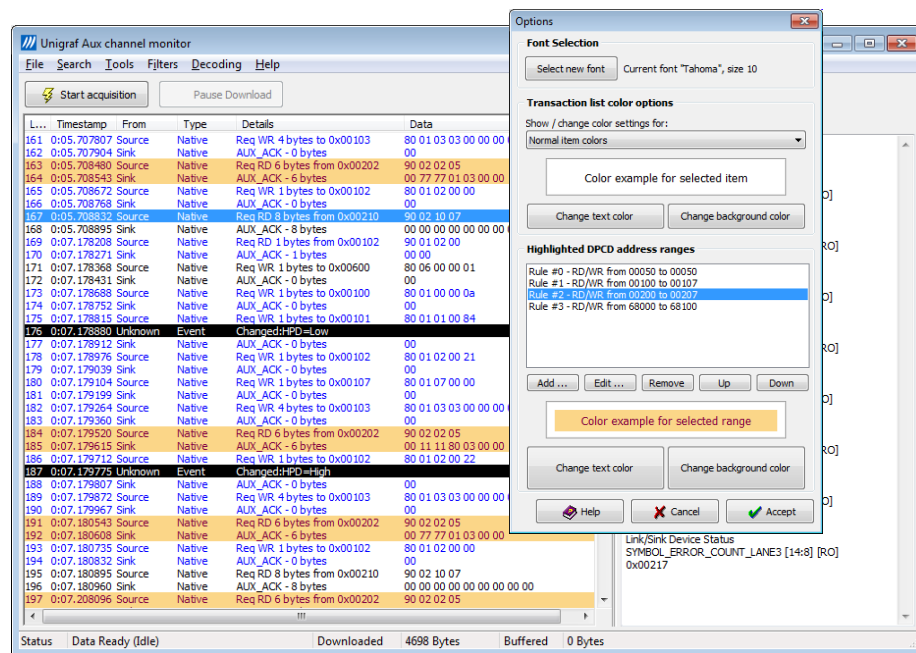 Unigraf Aux channel monitor
File Search Tools Filters Decoding Help
Start acquisition Pause Download
L... Timestamp From Type Details Data
161 0:05.707807 Source Native Req WR 4 bytes to 0x00103 80 01 03 03 00 00 00
162 0:05.707904 Sink Native AUX_ACK - 0 bytes 00
163 0:05.708480 Source Native Req RD 6 bytes from 0x00202 90 02 02 05
164 0:05.708543 Sink Native AUX_ACK - 6 bytes 00 77 77 01 03 00 00
165 0:05.708672 Source Native Req WR 1 bytes to 0x00102 80 01 02 00 00
166 0:05.708768 Sink Native AUX_ACK - 0 bytes 00
167 0:05.708832 Source Native Req RD 8 bytes from 0x00210 90 02 10 07
168 0:05.708895 Sink Native AUX_ACK - 8 bytes 00 00 00 00 00 00 00
169 0:07.178208 Source Native Req RD 1 bytes from 0x00102 90 01 02 00
170 0:07.178271 Sink Native AUX_ACK - 1 bytes 00 00
171 0:07.178368 Source Native Req WR 1 bytes to 0x00600 80 06 00 00 01
172 0:07.178431 Sink Native AUX_ACK - 0 bytes 00
173 0:07.178688 Source Native Req WR 1 bytes to 0x00100 80 01 00 00 0a
174 0:07.178752 Sink Native AUX_ACK - 0 bytes 00
175 0:07.178815 Source Native Req WR 1 bytes to 0x00101 80 01 01 00 84
176 0:07.178880 Unknown Event Changed:HPD=Low
177 0:07.178912 Sink Native AUX_ACK - 0 bytes 00
178 0:07.178976 Source Native Req WR 1 bytes to 0x00102 80 01 02 00 21
179 0:07.179039 Sink Native AUX_ACK - 0 bytes 00
180 0:07.179104 Source Native Req WR 1 bytes to 0x00107 80 01 07 00 00
181 0:07.179199 Sink Native AUX_ACK - 0 bytes 00
182 0:07.179264 Source Native Req WR 4 bytes to 0x00103 80 01 03 03 00 00 00
183 0:07.179360 Sink Native AUX_ACK - 0 bytes 00
184 0:07.179520 Source Native Req RD 6 bytes from 0x00202 90 02 02 05
185 0:07.179615 Sink Native AUX_ACK - 6 bytes 00 11 11 80 03 00 00
186 0:07.179712 Source Native Req WR 1 bytes to 0x00102 80 01 02 00 22
187 0:07.179775 Unknown Event Changed:HPD=High
188 0:07.179807 Sink Native AUX_ACK - 0 bytes 00
189 0:07.179872 Source Native Req WR 4 bytes to 0x00103 80 01 03 03 00 00 00
190 0:07.179967 Sink Native AUX_ACK - 0 bytes 00
191 0:07.180543 Source Native Req RD 6 bytes from 0x00202 90 02 02 05
192 0:07.180608 Sink Native AUX_ACK - 6 bytes 00 77 77 01 03 00 00
193 0:07.180735 Source Native Req WR 1 bytes to 0x00102 80 01 02 00 00
194 0:07.180832 Sink Native AUX_ACK - 0 bytes 00
195 0:07.180895 Source Native Req RD 8 bytes from 0x00210 90 02 10 07
196 0:07.180960 Sink Native AUX_ACK - 8 bytes 00 00 00 00 00 00 00 00 00
197 0:07.208096 Source Native Req RD 6 bytes from 0x00202 90 02 02 05
Status Data Ready (Idle) Downloaded 4698 Bytes Buffered 0 Bytes
Options
Font Selection
Select new font Current font "Tahoma", size 10
Transaction list color options
Show / change color settings for:
Normal item colors
Color example for selected item
Change text color Change background color
Highlighted DPCD address ranges
Rule #0 - RD/WR from 00050 to 00050
Rule #1 - RD/WR from 00100 to 00107
Rule #2 - RD/WR from 00200 to 00207
Rule #3 - RD/WR from 68000 to 68100
Add ... Edit ... Remove Up Down
Color example for selected range
Change text color Change background color
Help Cancel Accept
Link/Sink Device Status
SYMBOL_ERROR_COUNT_LANE3 [14:8] [RO]
0x00217